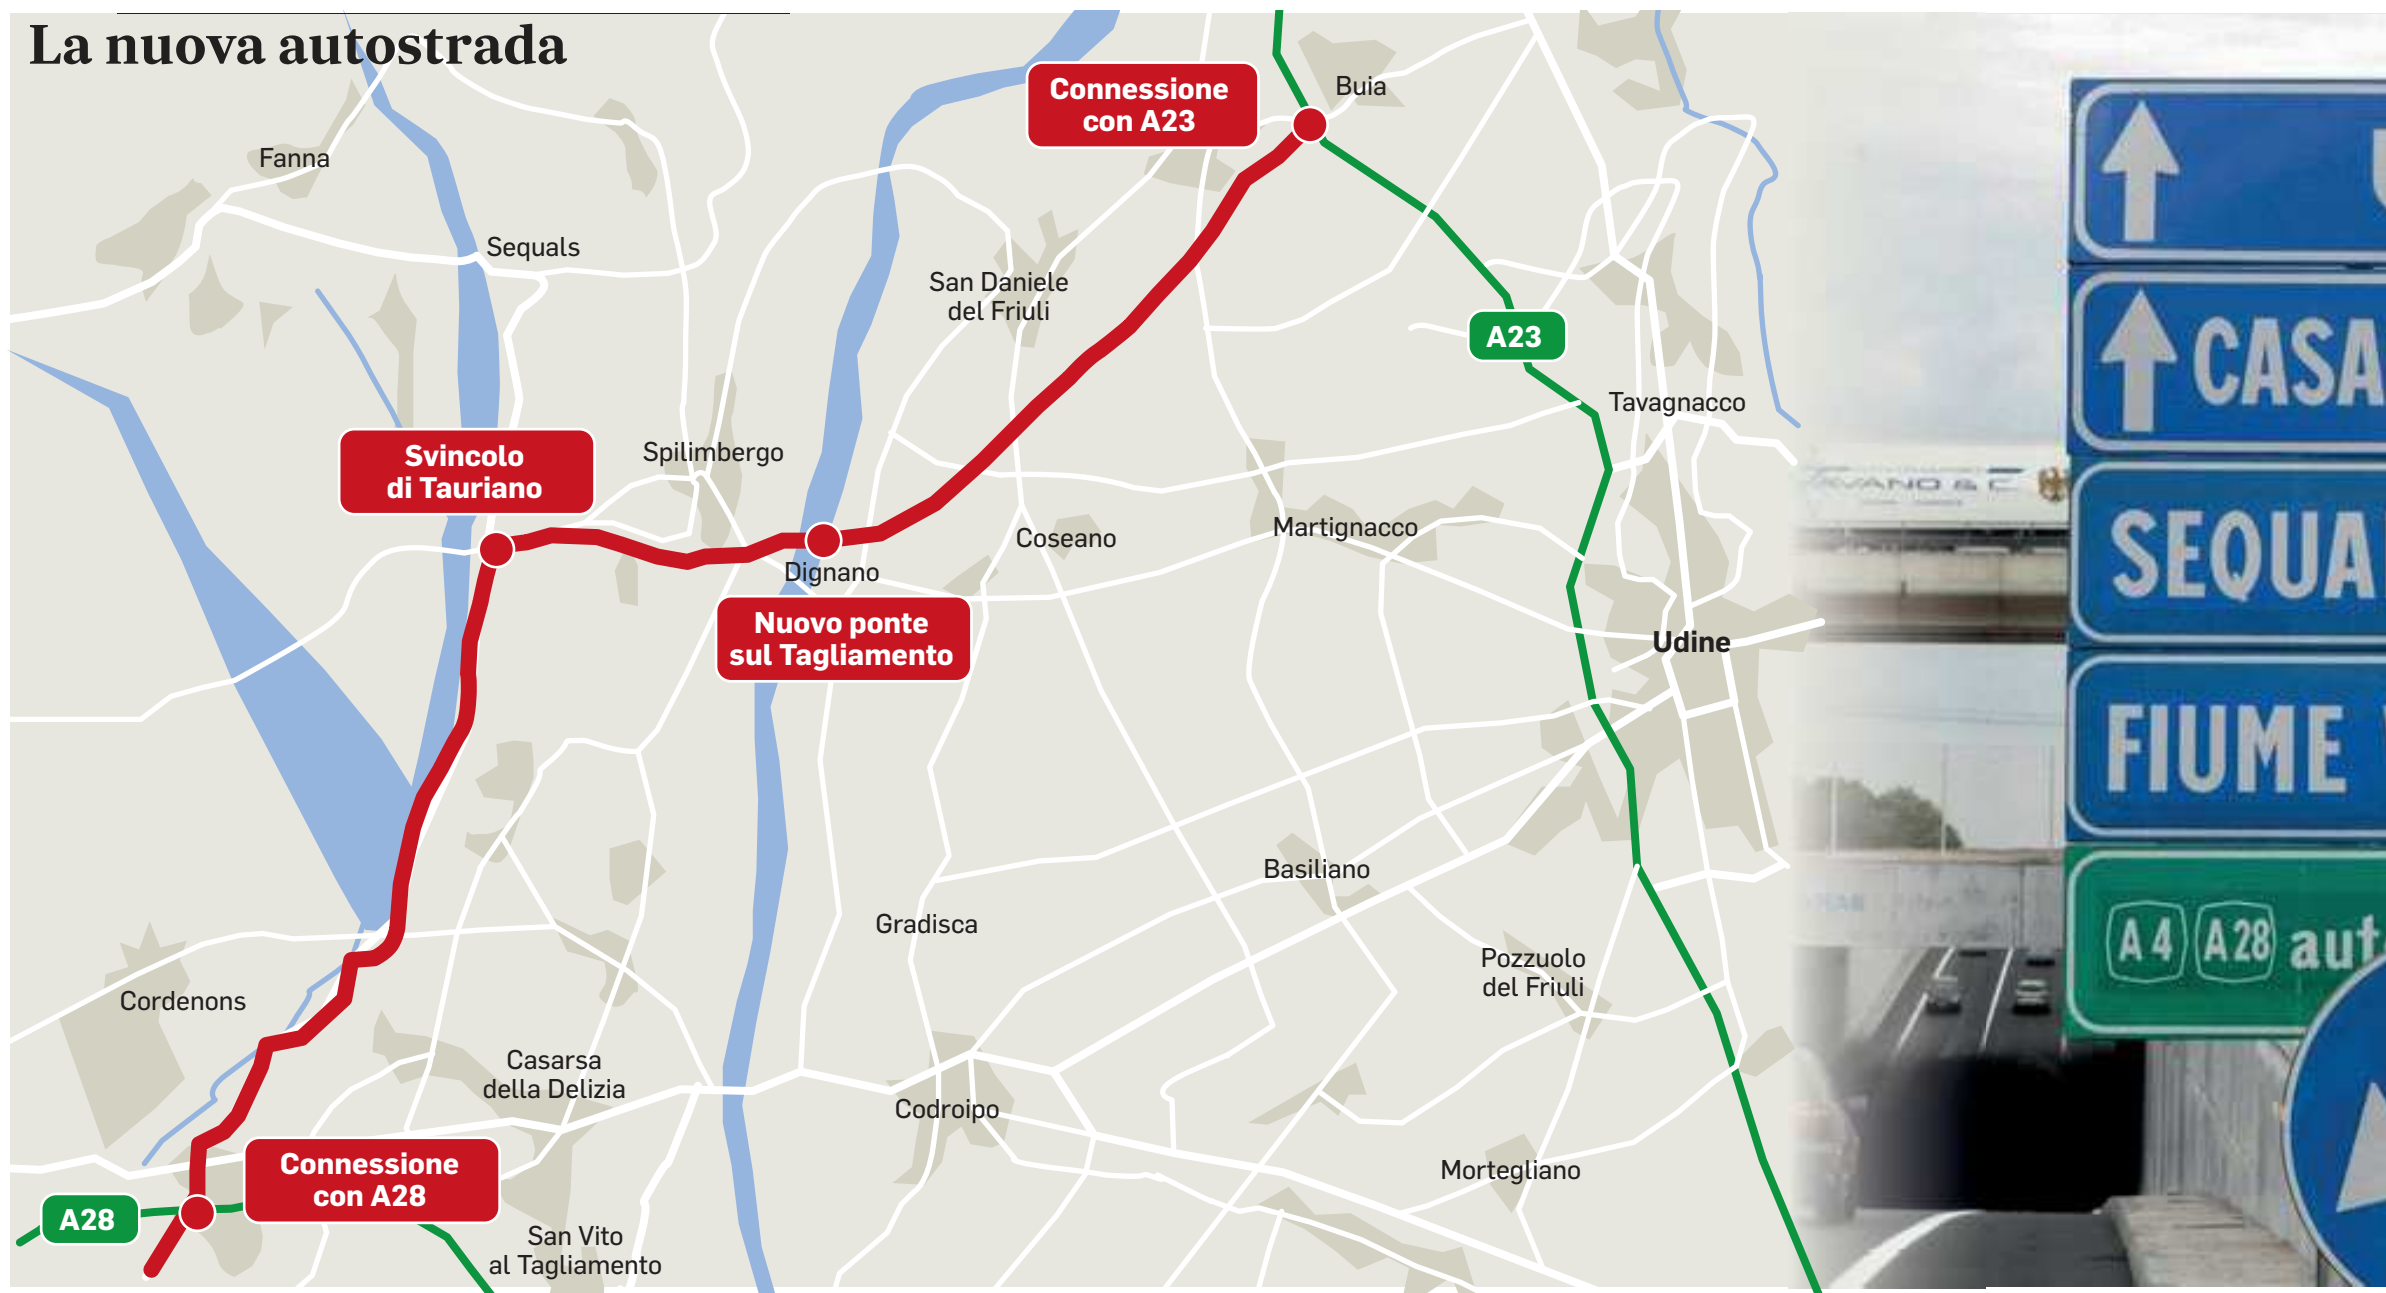 La nuova autostrada
Connessione
con A23
Buia
Fanna
Sequals
San Daniele
del Friuli
A23
Tavagnacco
Svincolo
di Tauriano
Spilimbergo
Martignacco
Coseano
Dignano
Nuovo ponte
sul Tagliamento
Udine
Basiliano
Gradisca
Pozzuolo
del Friuli
Cordenons
Casarsa
della Delizia
Codroipo
Connessione
con A28
Mortegliano
A28
San Vito
al Tagliamento
CASA
SEQUA
FIUME
A4 A28 aut